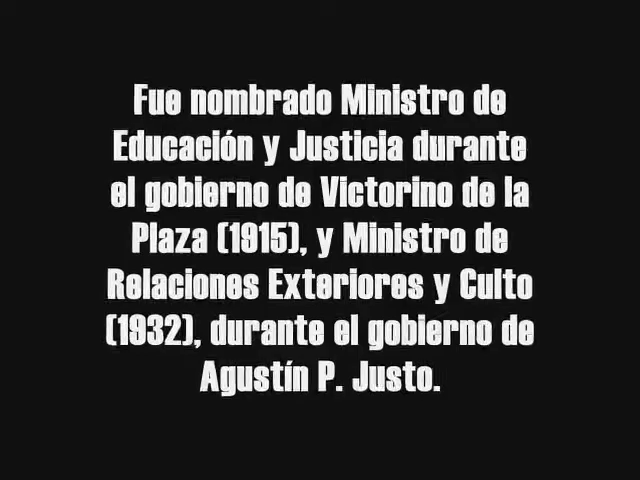 Fue nombrado Ministro de
Educación y Justicia durante
el gobierno de Victorino de la
Plaza (1915), y Ministro de
Relaciones Exteriores y Culto
(1932), durante el gobierno de
Agustín P. Justo.